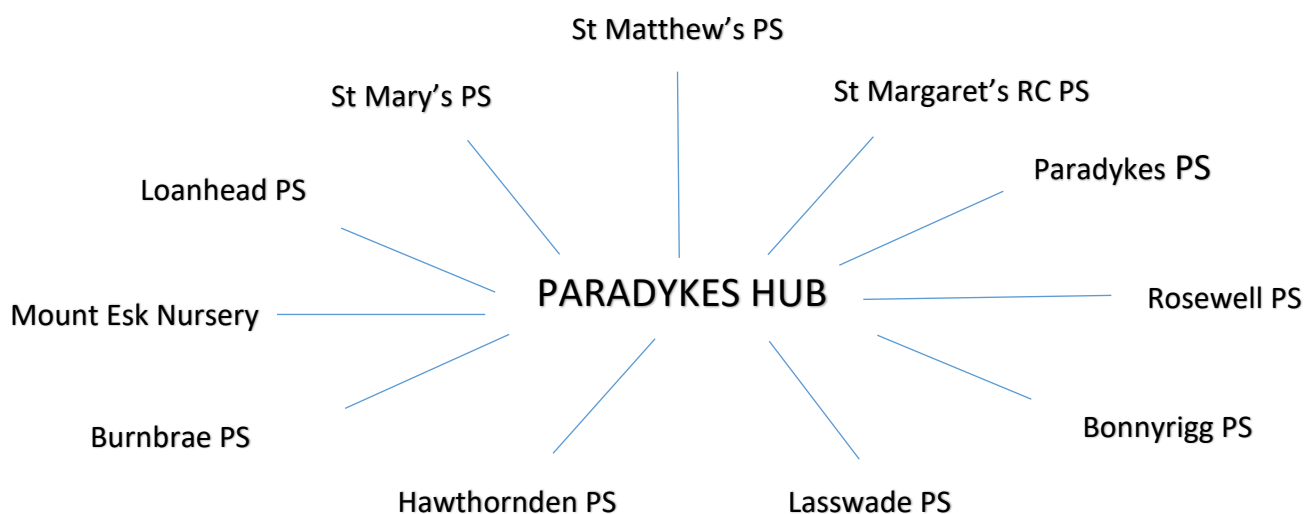 St Matthew’s PS
St Mary’s PS
St Margaret’s RC PS
Paradykes PS
Loanhead PS
PARADYKES HUB
Rosewell PS
Mount Esk Nursery
Burnbrae PS
Bonnyrigg PS
Hawthornden PS
Lasswade PS